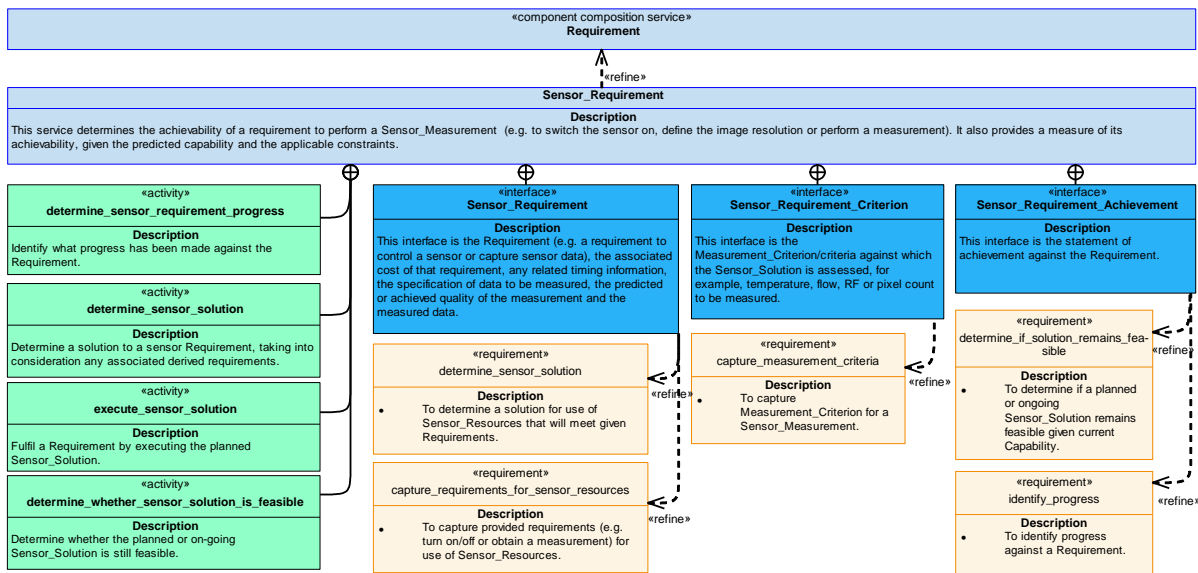 «component composition service»
Requirement
«refine»
Sensor_Requirement
Description
This service determines the achievability of a requirement to perform a Sensor_Measurement (e.g. to switch the sensor on, define the image resolution or perform a measurement). It also provides a measure of its
achievability, given the predicted capability and the applicable constraints.
«activity»
determine_sensor_requirement_progress
Description
Identify what progress has been made against the
Requirement.
«activity»
determine_sensor_solution
Description
Determine a solution to a sensor Requirement, taking into
consideration any associated derived requirements.
«activity»
execute_sensor_solution
Description
Fulfil a Requirement by executing the planned
Sensor_Solution.
«activity»
determine_whether_sensor_solution_is_feasible
Description
Determine whether the planned or on-going
Sensor_Solution is still feasible.
«interface»
Sensor_Requirement
Description
This interface is the Requirement (e.g. a requirement to
control a sensor or capture sensor data), the associated
cost of that requirement, any related timing information,
the specification of data to be measured, the predicted
or achieved quality of the measurement and the
measured data.
«requirement»
determine_sensor_solution
Description
• To determine a solution for use of
Sensor_Resources that will meet given
Requirements.
«refine»
«requirement»
capture_requirements_for_sensor_resources
Description
• To capture provided requirements (e.g.
turn on/off or obtain a measurement) for
use of Sensor_Resources.
«refine»
«interface»
Sensor_Requirement_Criterion
Description
This interface is the
Measurement_Criterion/criteria against which
the Sensor_Solution is assessed, for
example, temperature, flow, RF or pixel count
to be measured.
«requirement»
capture_measurement_criteria
Description
• To capture
Measurement_Criterion for a
Sensor_Measurement.
«refine»
«interface»
Sensor_Requirement_Achievement
Description
This interface is the statement of
achievement against the Requirement.
«requirement»
determine_if_solution_remains_fea-
sible
Description
• To determine if a planned
or ongoing
Sensor_Solution remains
feasible given current
Capability.
«refine»
«requirement»
identify_progress
Description
• To identify progress
against a Requirement.
«refine»